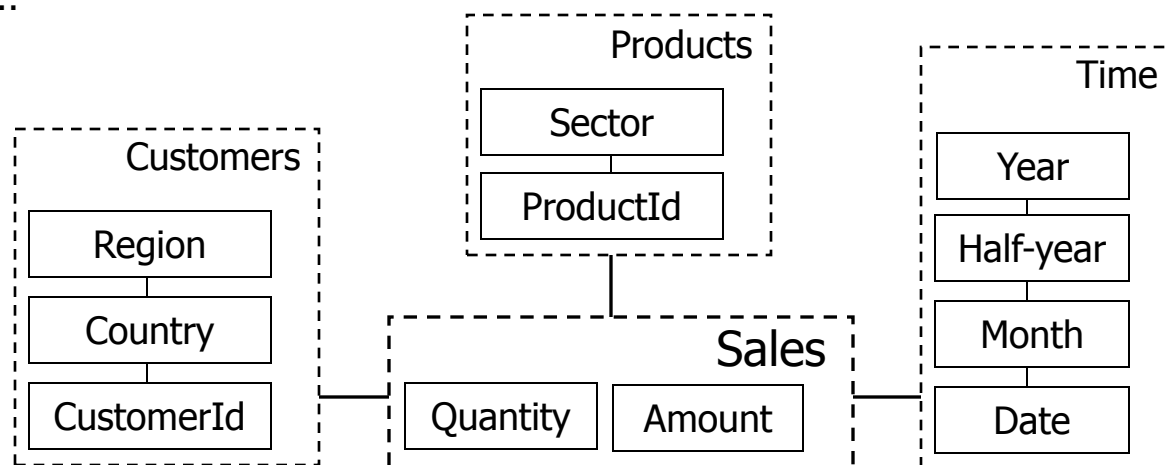 ..
Products
Sector
ProductId
Customers
Region
Country
CustomerId
Sales
Quantity
Amount
Time
Year
Half-year
Month
Date